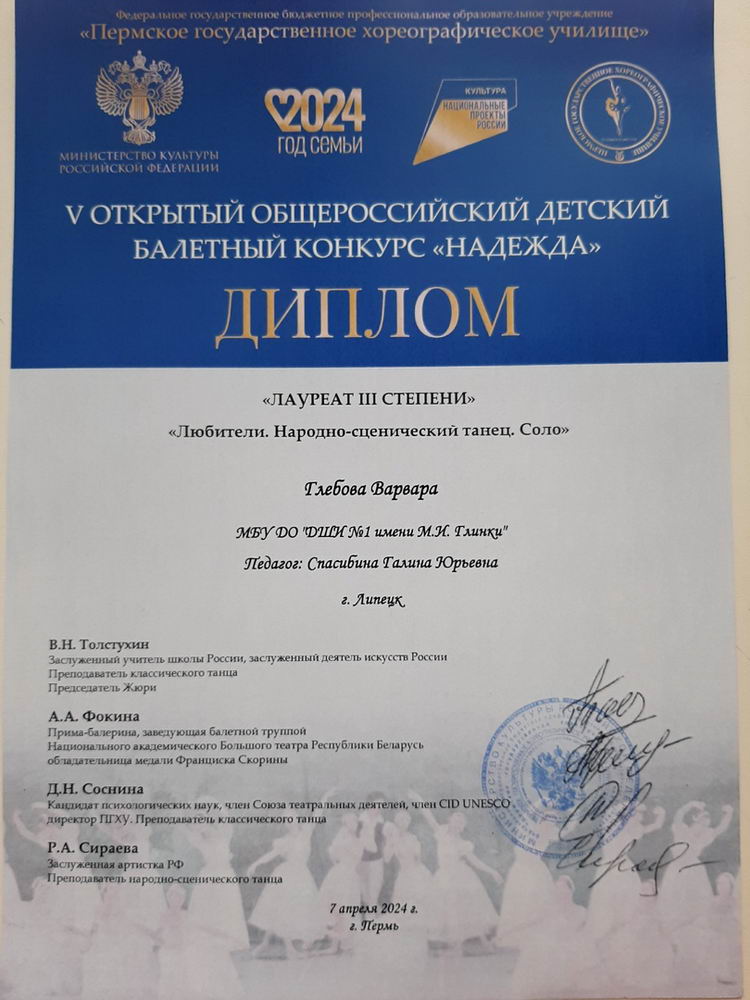 Федеральное государственное бюджетное профессиональное образовательное учреждение
«Пермское государственное хореографическое училище»
МИНИСТЕРСТВО КУЛЬТУРЫ
РОССИЙСКОЙ ФЕДЕРАЦИИ
2024
ГОД СЕМЬИ
КУЛЬТУРА
НАЦИОНАЛЬНЫЕ
ПРОЕКТЫ
РОССИИ
ПЕРМСКОЕ ГОСУДАРСТВЕННОЕ ХОРЕОГРАФИЧЕСКОЕ УЧИЛИЩЕ
V ОТКРЫТЫЙ ОБЩЕРОССИЙСКИЙ ДЕТСКИЙ
БАЛЕТНЫЙ КОНКУРС «НАДЕЖДА»
ДИПЛОМ
«ЛАУРЕАТ III СТЕПЕНИ»
«Любители. Народно-сценический танец. Соло»
Глебова Варвара
МБУ ДО "ДШИ №1 имени М.И. Глинки"
Педагог: Спасибина Галина Юрьевна
г. Липецк
В.Н. Толстухин
Заслуженный учитель школы России, заслуженный деятель искусств России
Преподаватель классического танца
Председатель Жюри
А.А. Фокина
Прима-балерина, заведующая балетной труппой
Национального академического Большого театра Республики Беларусь
обладательница медали Франциска Скорины
Д.Н. Соснина
Кандидат психологических наук, член Союза театральных деятелей, член CID UNESCO
директор ПГХУ. Преподаватель классического танца
Р.А. Сираева
Заслуженная артистка РФ
Преподаватель народно-сценического танца
7 апреля 2024 г.
г. Пермь